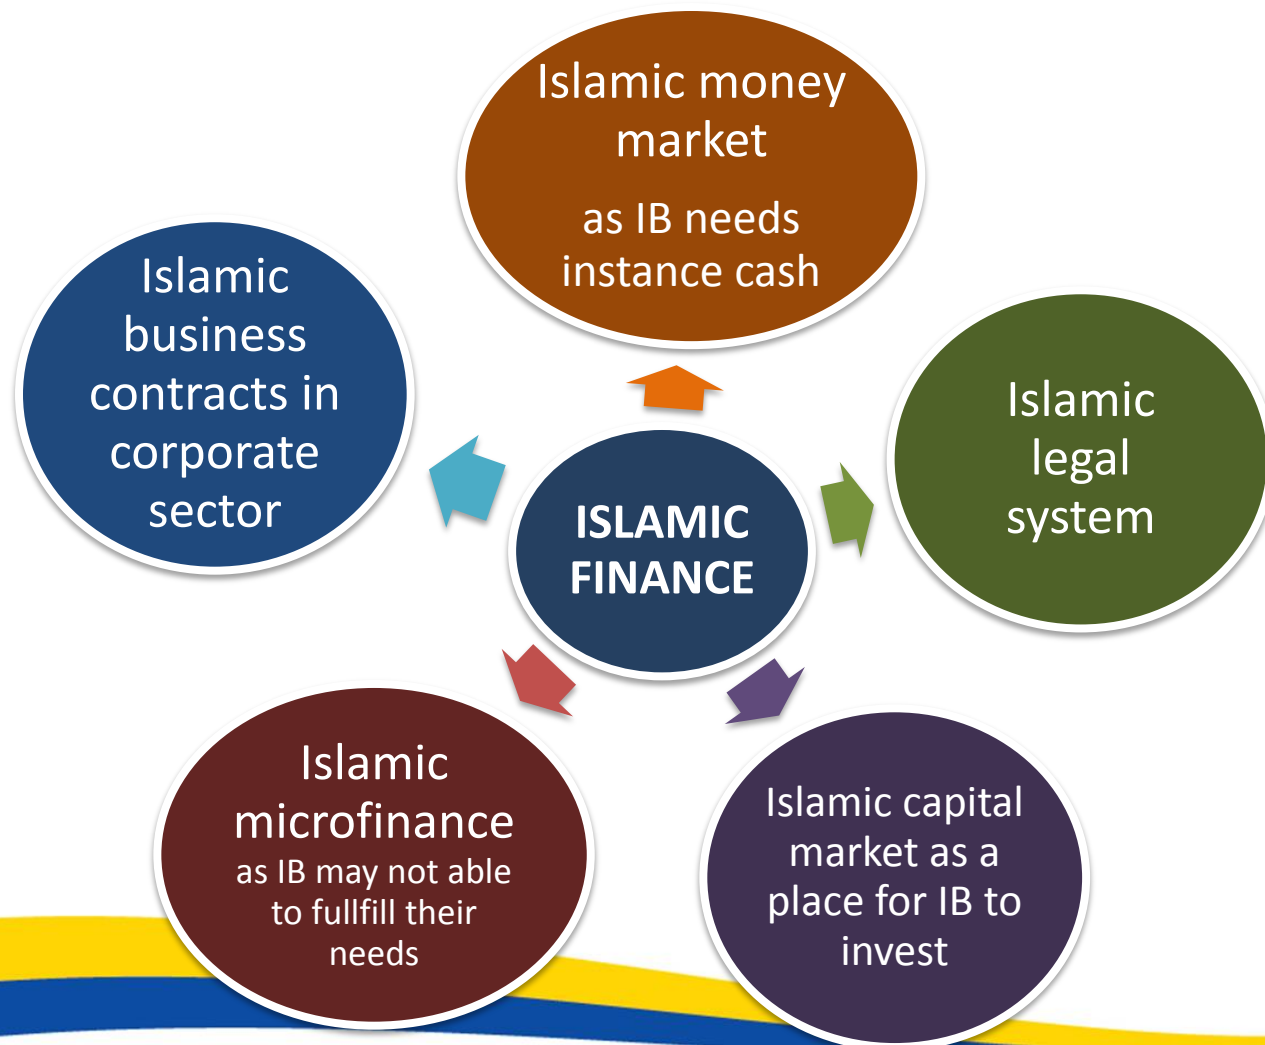 Islamic money
market
as IB needs
instance cash
Islamic
business
contracts in
corporate
sector
Islamic
legal
system
ISLAMIC
FINANCE
Islamic
microfinance
as IB may not able
to fullfill their
needs
Islamic capital
market as a
place for IB to
invest